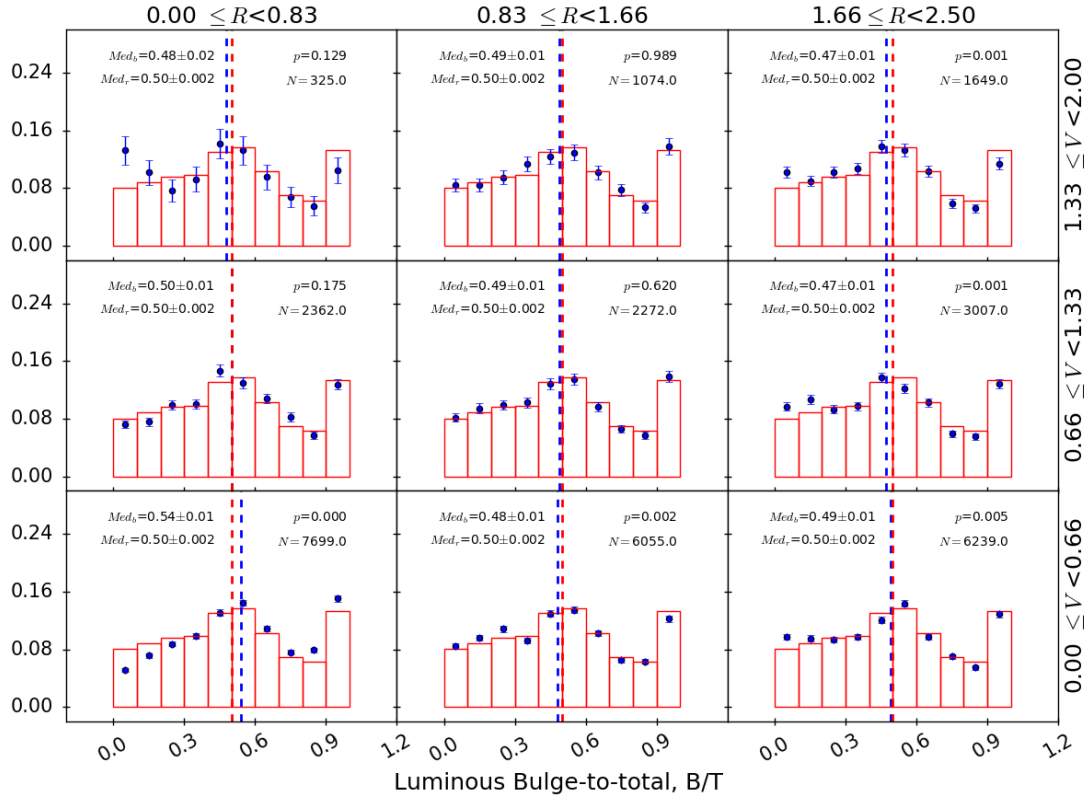 0.00 ≤R<0.83 0.83 ≤R<1.66 1.66 ≤R<2.50
Med_b=0.48±0.02 p=0.129 Med_b=0.49±0.01 p=0.989 Med_b=0.47±0.01 p=0.001
Med_r=0.50±0.002 N=325.0 Med_r=0.50±0.002 N=1074.0 Med_r=0.50±0.002 N=1649.0
0.24
0.16
0.08
0.00
1.33 ≤V<2.00
Med_b=0.50±0.01 p=0.175 Med_b=0.49±0.01 p=0.620 Med_b=0.47±0.01 p=0.001
Med_r=0.50±0.002 N=2362.0 Med_r=0.50±0.002 N=2272.0 Med_r=0.50±0.002 N=3007.0
0.24
0.16
0.08
0.00
0.66 ≤V<1.33
Med_b=0.54±0.01 p=0.000 Med_b=0.48±0.01 p=0.002 Med_b=0.49±0.01 p=0.005
Med_r=0.50±0.002 N=7699.0 Med_r=0.50±0.002 N=6055.0 Med_r=0.50±0.002 N=6239.0
0.24
0.16
0.08
0.00
0.00 ≤V<0.66
0.0 0.3 0.6 0.9 1.2 0.0 0.3 0.6 0.9 0.0 0.3 0.6 0.9 1.2
Luminous Bulge-to-total, B/T